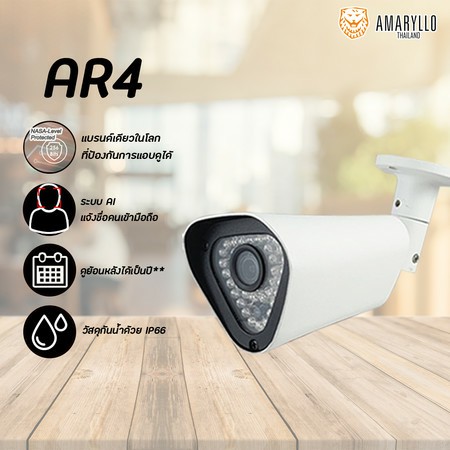 AMARYLLO
THAILAND
AR4
NASA-Level
Protected
แบรนด์เดียวในโลก
ที่ป้องกันการแอบดูได้
ระบบ AI
แจ้งชื่อคนเข้ามือถือ
ดูย้อนหลังได้เป็นปี**
วัสดุกันน้ำด้วย IP66